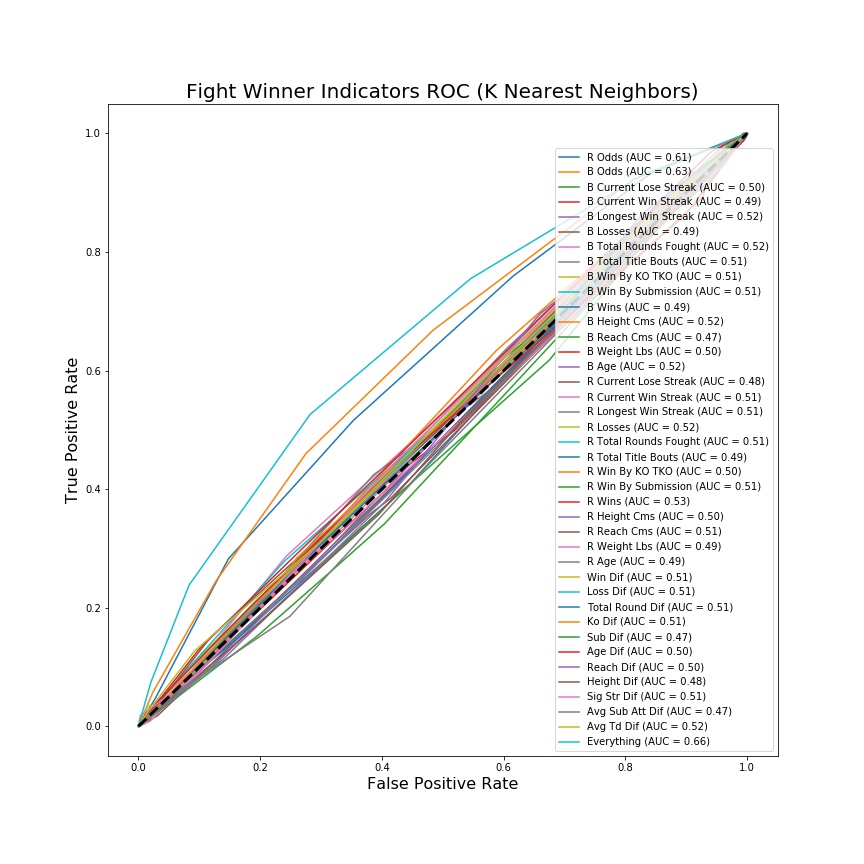 Fight Winner Indicators ROC (K Nearest Neighbors)
True Positive Rate
1.0
0.8
0.6
0.4
0.2
0.0
R Odds (AUC = 0.61)
B Odds (AUC = 0.63)
B Current Lose Streak (AUC = 0.50)
B Current Win Streak (AUC = 0.49)
B Longest Win Streak (AUC = 0.52)
B Losses (AUC = 0.49)
B Total Rounds Fought (AUC = 0.52)
B Total Title Bouts (AUC = 0.51)
B Win By KO TKO (AUC = 0.51)
B Win By Submission (AUC = 0.51)
B Wins (AUC = 0.49)
B Height Cms (AUC = 0.52)
B Reach Cms (AUC = 0.47)
B Weight Lbs (AUC = 0.50)
B Age (AUC = 0.52)
R Current Lose Streak (AUC = 0.48)
R Current Win Streak (AUC = 0.51)
R Longest Win Streak (AUC = 0.51)
R Losses (AUC = 0.52)
R Total Rounds Fought (AUC = 0.51)
R Total Title Bouts (AUC = 0.49)
R Win By KO TKO (AUC = 0.50)
R Win By Submission (AUC = 0.51)
R Wins (AUC = 0.53)
R Height Cms (AUC = 0.50)
R Reach Cms (AUC = 0.51)
R Weight Lbs (AUC = 0.49)
R Age (AUC = 0.49)
Win Dif (AUC = 0.51)
Loss Dif (AUC = 0.51)
Total Round Dif (AUC = 0.51)
Ko Dif (AUC = 0.51)
Sub Dif (AUC = 0.47)
Age Dif (AUC = 0.50)
Reach Dif (AUC = 0.50)
Height Dif (AUC = 0.48)
Sig Str Dif (AUC = 0.51)
Avg Sub Att Dif (AUC = 0.47)
Avg Td Dif (AUC = 0.52)
Everything (AUC = 0.66)
0.0 0.2 0.4 0.6 0.8 1.0
False Positive Rate